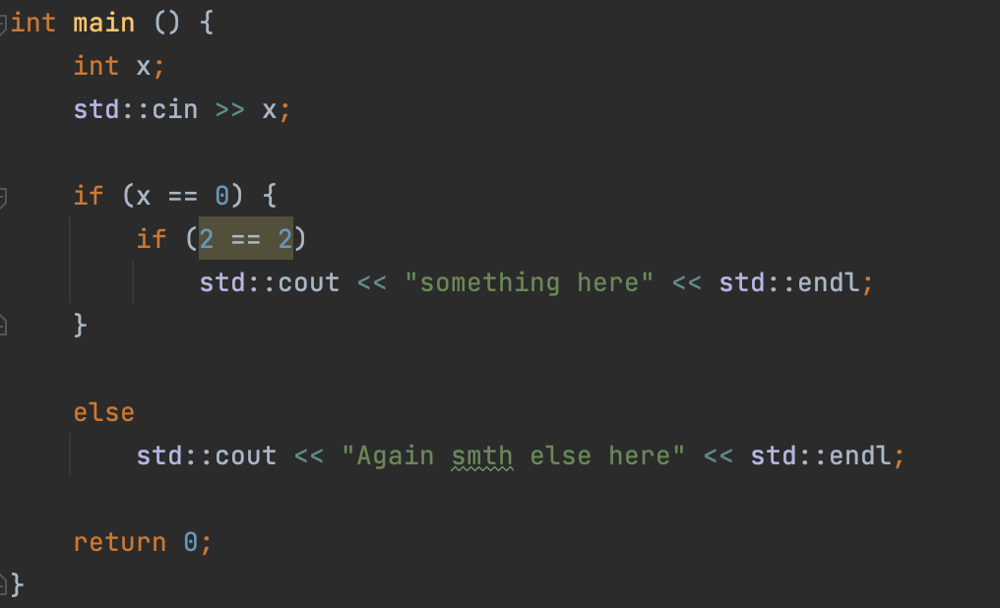 int main () {
    int x;
    std::cin >> x;

    if (x == 0) {
        if (2 == 2)
            std::cout << "something here" << std::endl;
    }

    else
        std::cout << "Again smth else here" << std::endl;

    return 0;
}